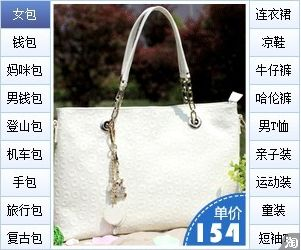 女包
钱包
妈咪包
男钱包
登山包
机车包
手包
旅行包
复古包
单价
154
连衣裙
凉鞋
牛仔裤
哈伦裤
男T恤
亲子装
运动装
童装
短袖
淘